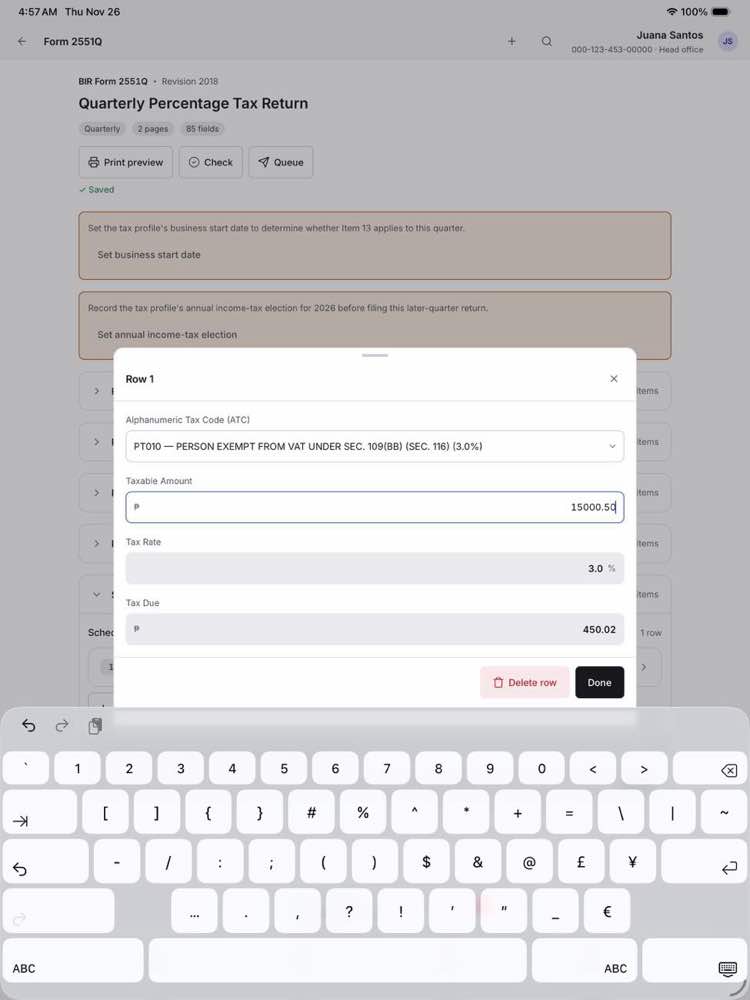 4:57 AM Thu Nov 26 100%
Form 2551Q
Juana Santos
000-123-453-00000 · Head office
JS
BIR Form 2551Q • Revision 2018
Quarterly Percentage Tax Return
Quarterly 2 pages 85 fields
Print preview Check Queue
✓ Saved
Set the tax profile's business start date to determine whether Item 13 applies to this quarter.
Set business start date
Record the tax profile's annual income-tax election for 2026 before filing this later-quarter return.
Set annual income-tax election
Row 1
Alphanumeric Tax Code (ATC)
PT010 — PERSON EXEMPT FROM VAT UNDER SEC. 109(BB) (SEC. 116) (3.0%)
Taxable Amount
₱ 15000.50
Tax Rate
3.0 %
Tax Due
₱ 450.02
1 row
Delete row Done
` 1 2 3 4 5 6 7 8 9 0 < >
[ ] { } # % ^ * + = \ | ~
- / : ; ( ) $ & @ £ ¥
… . , ? ! ' " _ €
ABC ABC